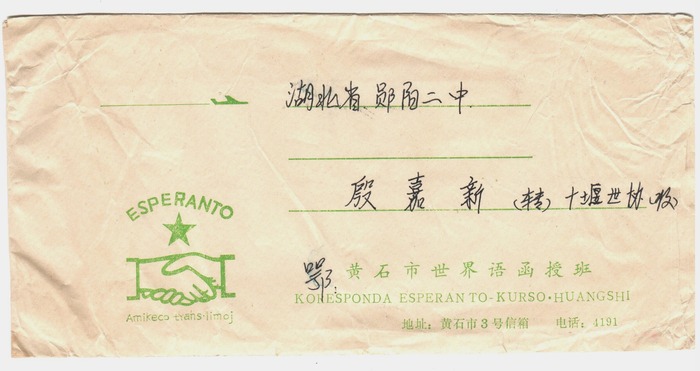 湖北省郧阳二中.
殷嘉新 (转) 十堰世协(收)
ESPERANTO
Amikeco trans limoj
鄂. 黄石市世界语函授班
KORESPONDA ESPERANTO-KURSO·HUANGSHI
地址：黄石市3号信箱 电话：4191